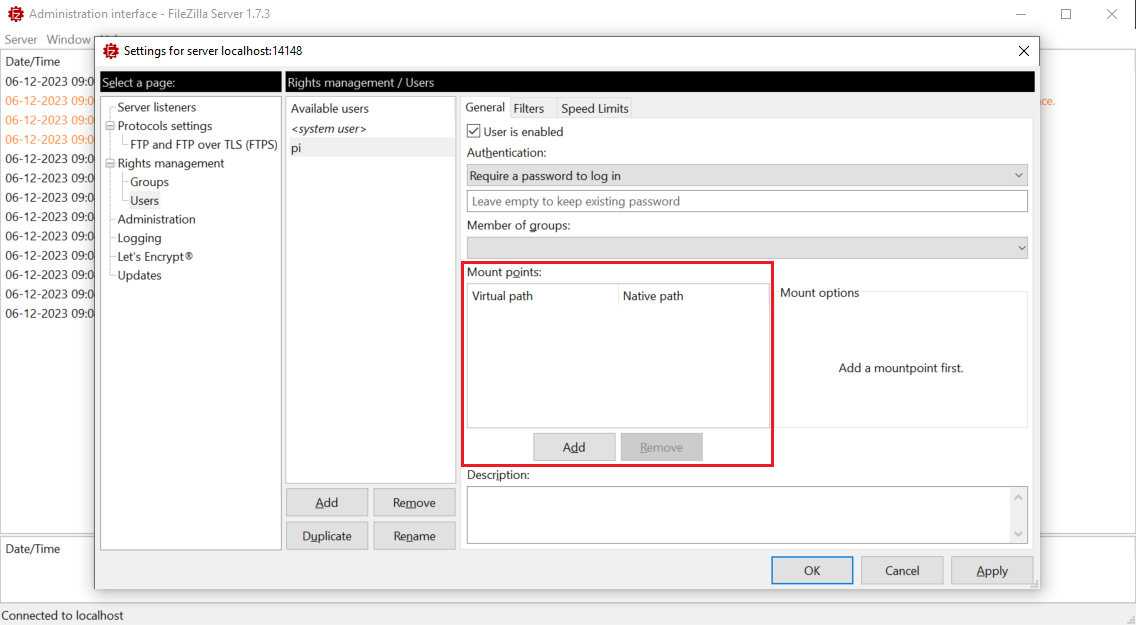 Administration interface - FileZilla Server 1.7.3
Server Window
Settings for server localhost:14148
Date/Time
06-12-2023 09:0
06-12-2023 09:0
06-12-2023 09:0
06-12-2023 09:0
06-12-2023 09:0
06-12-2023 09:0
06-12-2023 09:0
06-12-2023 09:0
06-12-2023 09:0
06-12-2023 09:0
06-12-2023 09:0
06-12-2023 09:0
06-12-2023 09:0
ce.
Select a page:
Server listeners
Protocols settings
FTP and FTP over TLS (FTPS)
Rights management
Groups
Users
Administration
Logging
Let's Encrypt®
Updates
Rights management / Users
Available users
<system user>
pi
Add Remove
Duplicate Rename
General Filters Speed Limits
User is enabled
Authentication:
Require a password to log in
Leave empty to keep existing password
Member of groups:
Mount points:
Virtual path Native path
Add Remove
Mount options
Add a mountpoint first.
Description:
OK Cancel Apply
Date/Time
Connected to localhost